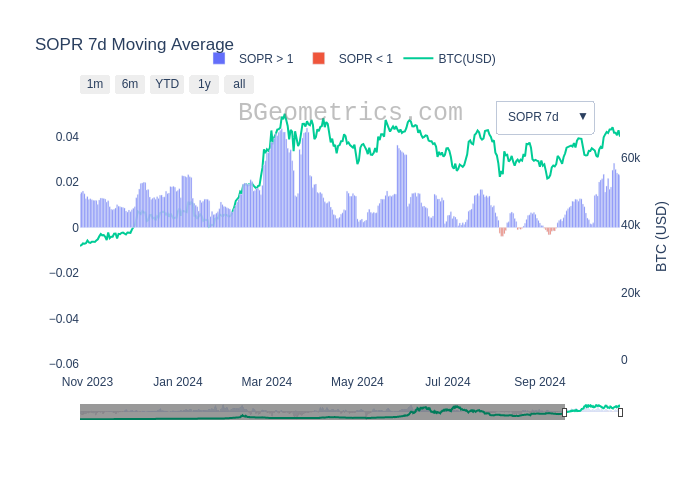 SOPR 7d Moving Average
SOPR > 1
SOPR < 1
BTC(USD)
1m
6m
YTD
1y
all
BGeometrics.com
SOPR 7d
▼
0.04
0.02
0
−0.02
−0.04
−0.06
60k
40k
20k
0
BTC (USD)
Nov 2023
Jan 2024
Mar 2024
May 2024
Jul 2024
Sep 2024